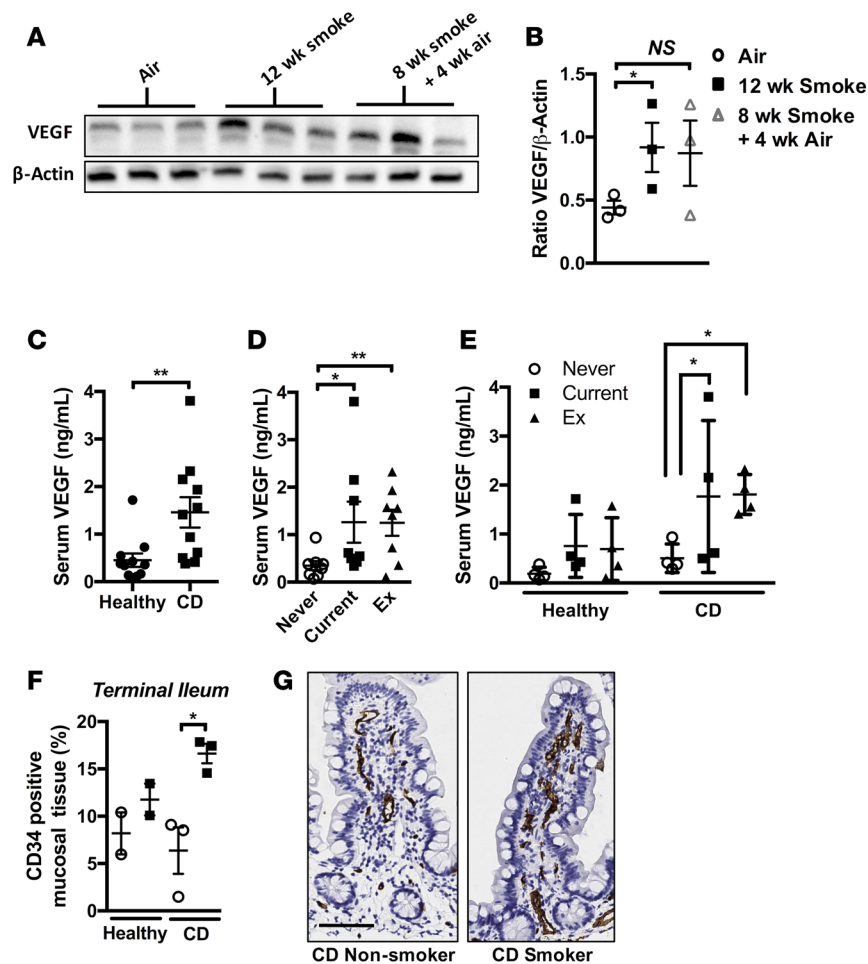 A
Air
12 wk smoke
8 wk smoke
+ 4 wk air
VEGF
β-Actin
B
NS
*
1.5
1.0
0.5
0.0
Ratio VEGF/β-Actin
Air
12 wk Smoke
8 wk Smoke
+ 4 wk Air
C
**
4
3
2
1
0
Serum VEGF (ng/mL)
Healthy
CD
D
**
*
4
3
2
1
0
Serum VEGF (ng/mL)
Never
Current
Ex
E
Never
Current
Ex
*
*
4
3
2
1
0
Serum VEGF (ng/mL)
Healthy
CD
F
Terminal Ileum
*
20
15
10
5
0
CD34 positive
mucosal tissue (%)
Healthy
CD
G
CD Non-smoker
CD Smoker